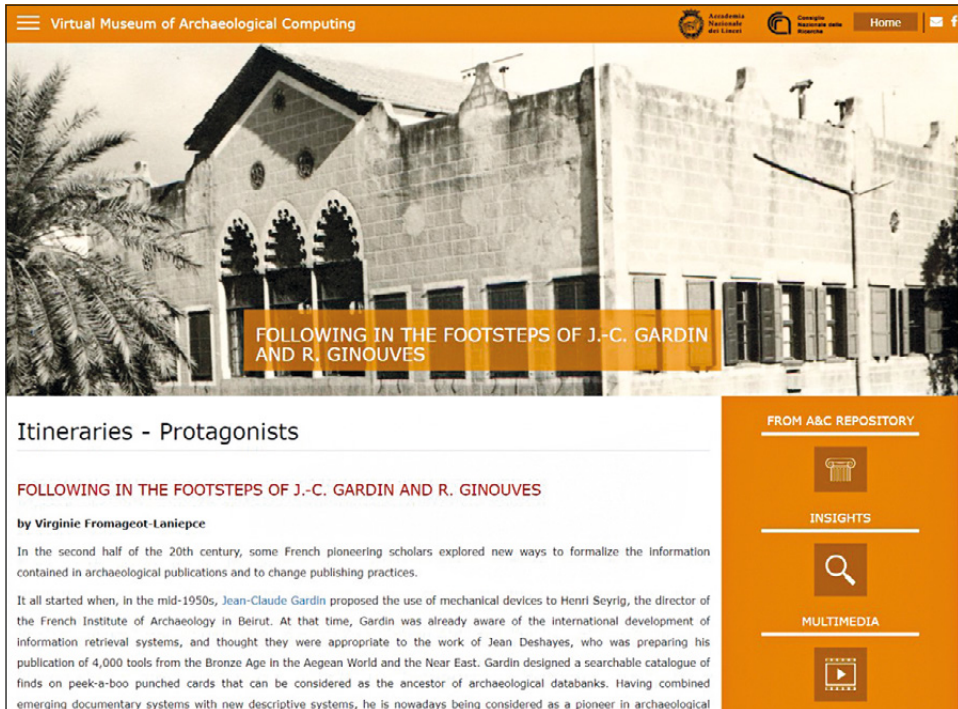 Virtual Museum of Archaeological Computing
Accademia
Nazionale
dei Lincei
Consiglio
Nazionale delle
Ricerche
Home
FOLLOWING IN THE FOOTSTEPS OF J.-C. GARDIN
AND R. GINOUVES
Itineraries - Protagonists
FOLLOWING IN THE FOOTSTEPS OF J.-C. GARDIN AND R. GINOUVES
by Virginie Fromageot-Laniepce
In the second half of the 20th century, some French pioneering scholars explored new ways to formalize the information
contained in archaeological publications and to change publishing practices.
It all started when, in the mid-1950s, Jean-Claude Gardin proposed the use of mechanical devices to Henri Seyrig, the director of
the French Institute of Archaeology in Beirut. At that time, Gardin was already aware of the international development of
information retrieval systems, and thought they were appropriate to the work of Jean Deshayes, who was preparing his
publication of 4,000 tools from the Bronze Age in the Aegean World and the Near East. Gardin designed a searchable catalogue of
finds on peek-a-boo punched cards that can be considered as the ancestor of archaeological databanks. Having combined
emerging documentary systems with new descriptive systems, he is nowadays being considered as a pioneer in archaeological
FROM A&C REPOSITORY
INSIGHTS
MULTIMEDIA